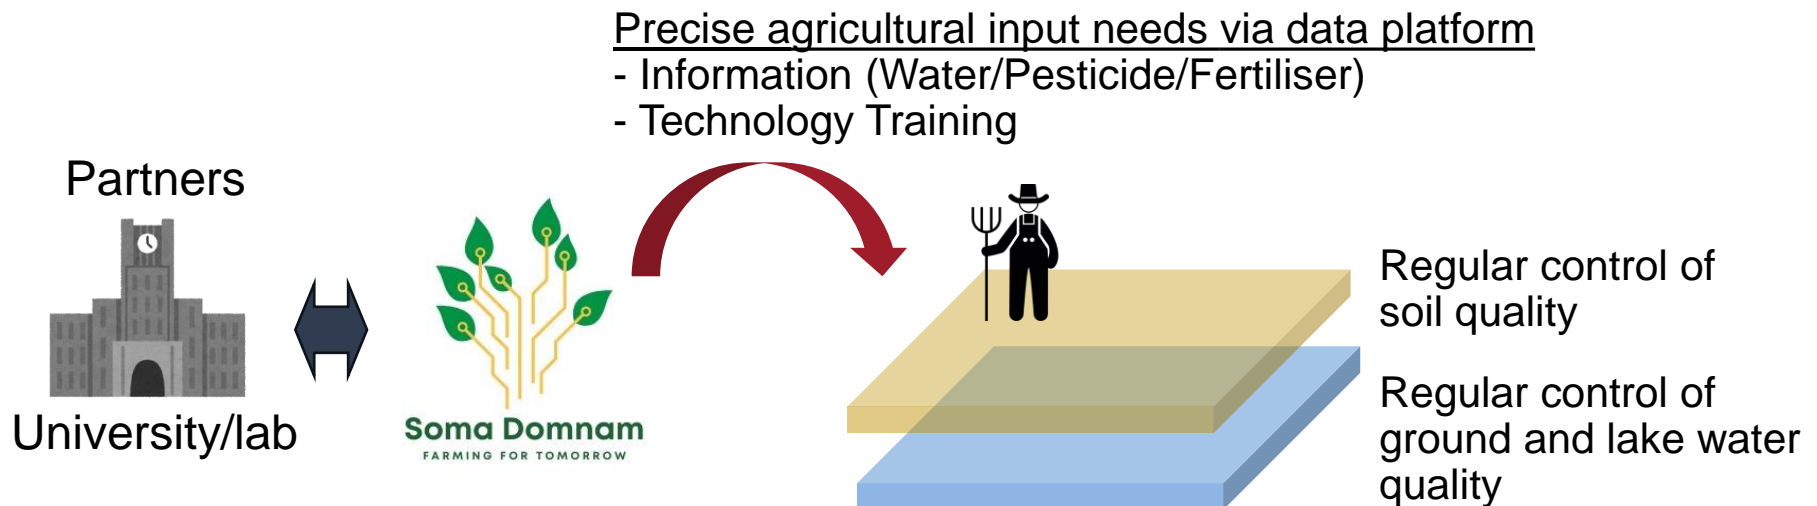 Precise agricultural input needs via data platform
- Information (Water/Pesticide/Fertiliser)
- Technology Training
Partners
University/lab
Soma Domnam
FARMING FOR TOMORROW
Regular control of
soil quality
Regular control of
ground and lake water
quality